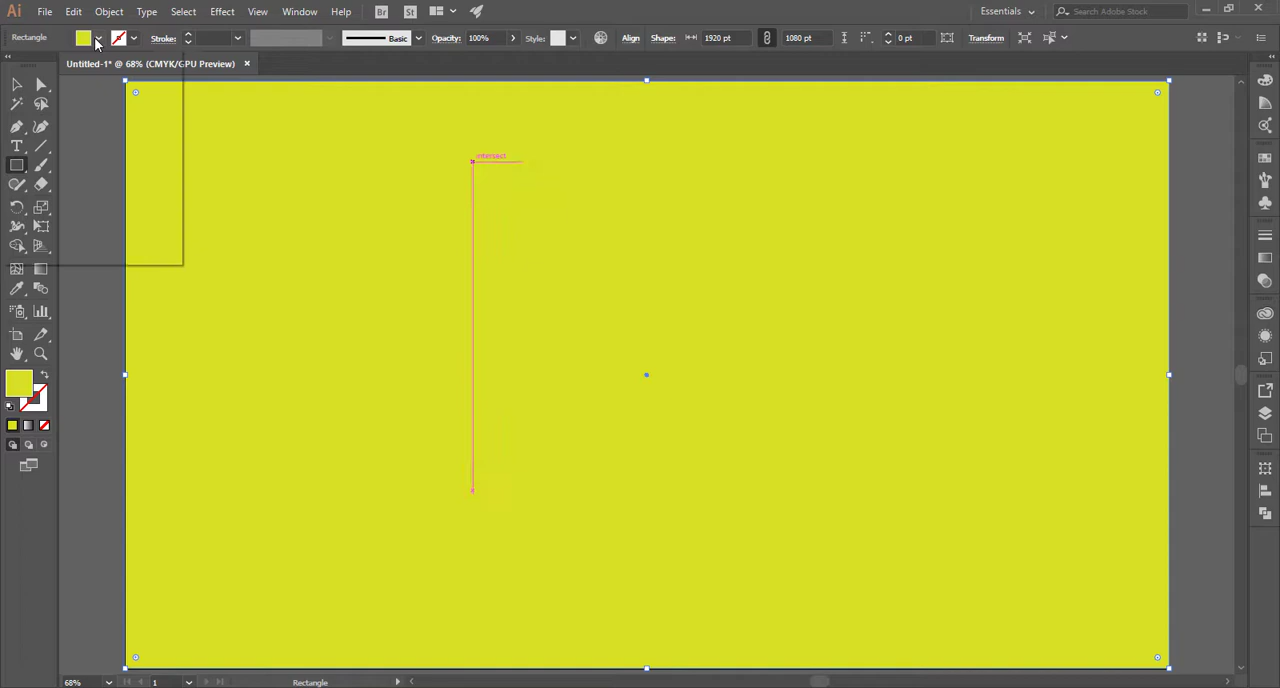 Ai File Edit Object Type Select Effect View Window Help Br St Essentials Search Adobe Stock
Rectangle Stroke: Basic Opacity: 100% Style: Align Shape: 1920 pt 1080 pt 0 pt Transform
Untitled-1* @ 68% (CMYK/GPU Preview) ×
intersect
68% 1 Rectangle